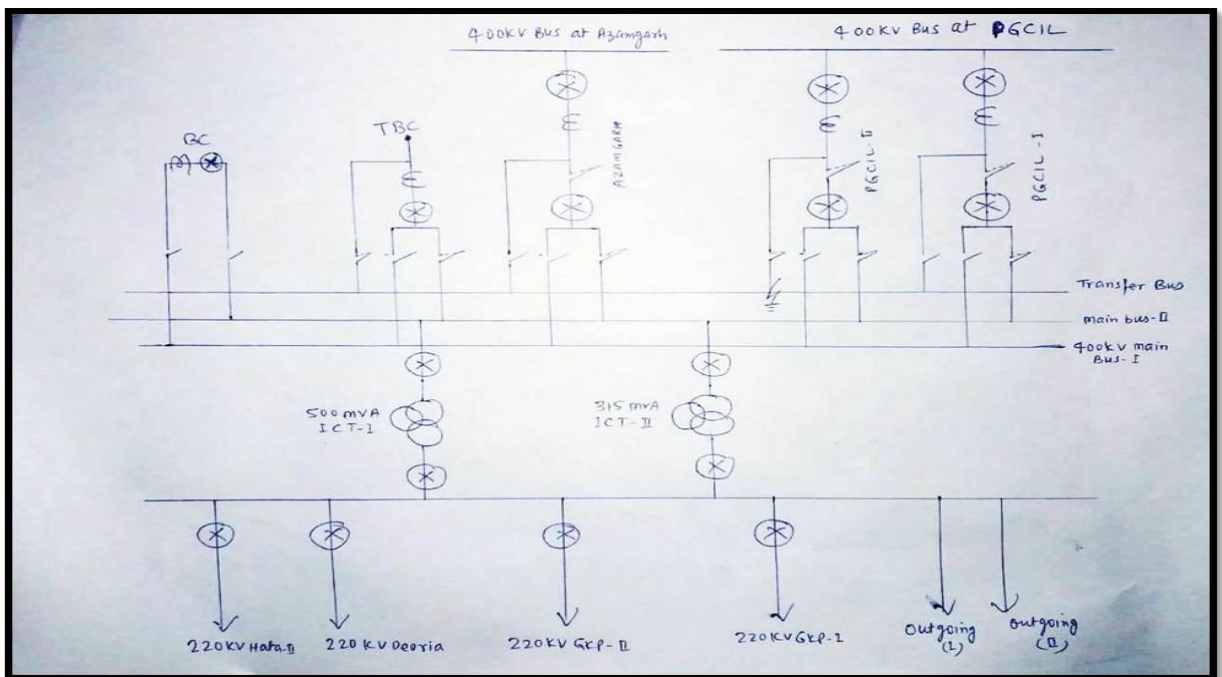 400KV Bus at Azamgarh
400KV Bus at PGCIL
BC
TBC
AZAMGARH
PGCIL-II
PGCIL-I
Transfer Bus
main bus-II
400KV main
Bus-I
500 MVA
ICT-I
315 MVA
ICT-II
220KV Hata-II
220 KV Deoria
220KV GKP-II
220KV GKP-I
Outgoing
(I)
Outgoing
(II)